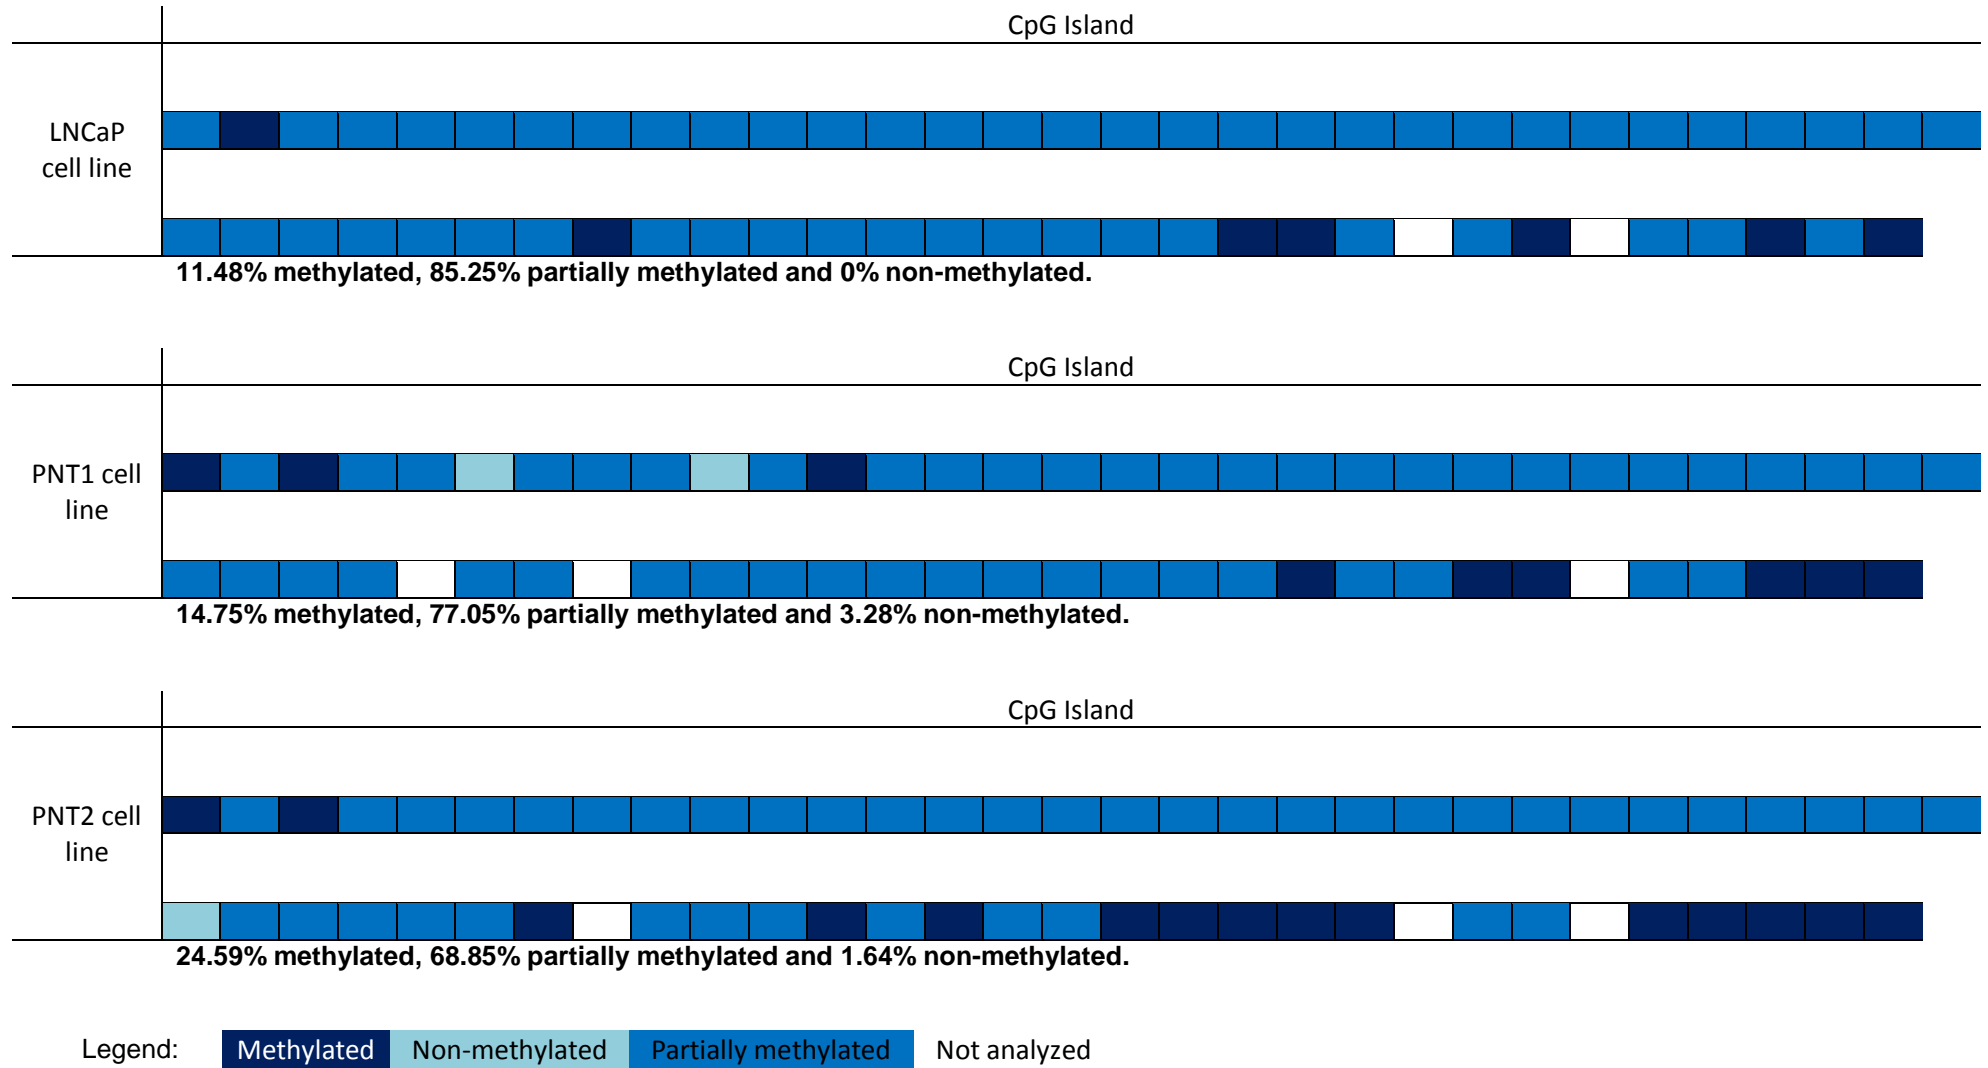 CpG Island
LNCaP
cell line
11.48% methylated, 85.25% partially methylated and 0% non-methylated.
CpG Island
PNT1 cell
line
14.75% methylated, 77.05% partially methylated and 3.28% non-methylated.
CpG Island
PNT2 cell
line
24.59% methylated, 68.85% partially methylated and 1.64% non-methylated.
Legend: Methylated Non-methylated Partially methylated Not analyzed